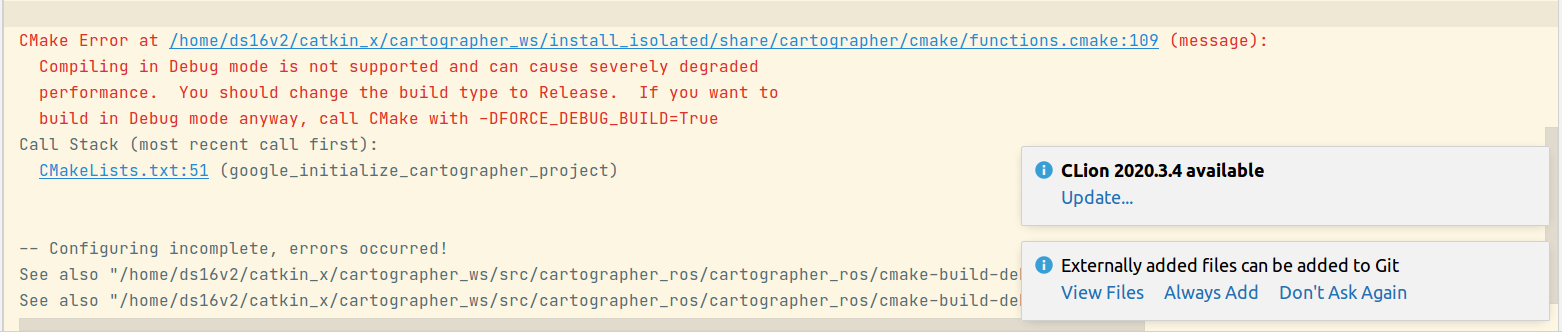 CMake Error at /home/ds16v2/catkin_x/cartographer_ws/install_isolated/share/cartographer/cmake/functions.cmake:109 (message):
Compiling in Debug mode is not supported and can cause severely degraded
performance.  You should change the build type to Release.  If you want to
build in Debug mode anyway, call CMake with -DFORCE_DEBUG_BUILD=True
Call Stack (most recent call first):
CMakeLists.txt:51 (google_initialize_cartographer_project)
-- Configuring incomplete, errors occurred!
See also "/home/ds16v2/catkin_x/cartographer_ws/src/cartographer_ros/cartographer_ros/cmake-build-de
See also "/home/ds16v2/catkin_x/cartographer_ws/src/cartographer_ros/cartographer_ros/cmake-build-de
CLion 2020.3.4 available
Update...
Externally added files can be added to Git
View Files Always Add Don't Ask Again